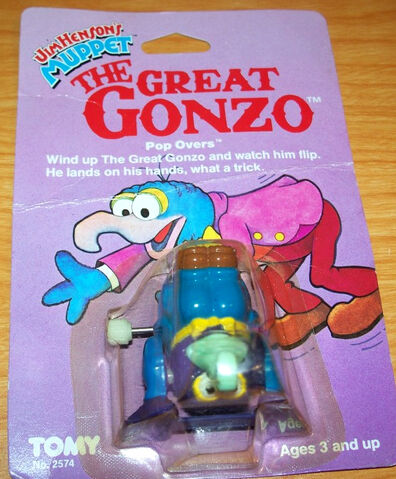 JIM HENSON'S
MUPPET
THE GREAT
GONZO™
Pop Overs™
Wind up The Great Gonzo and watch him flip.
He lands on his hands, what a trick.
TOMY
No. 2574
Ages 3 and up